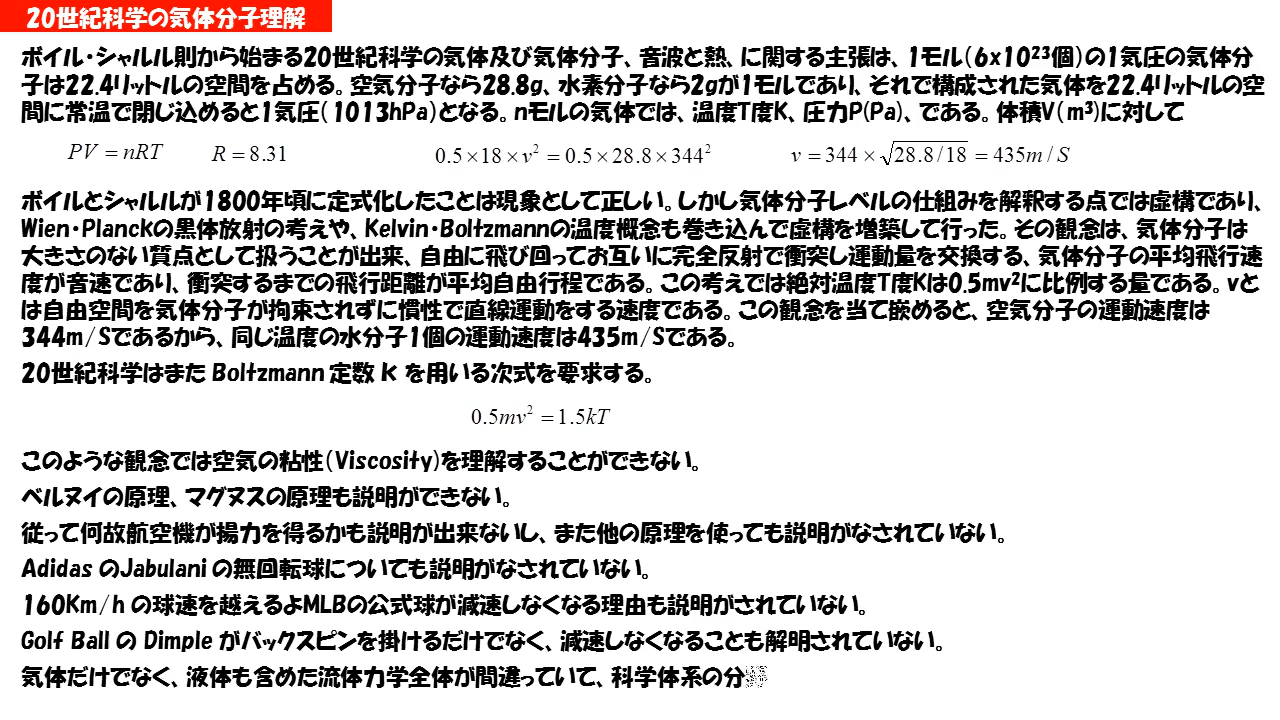 20世紀科学の気体分子理解
ボイル・シャルル則から始まる20世紀科学の気体及び気体分子、音波と熱、に関する主張は、1モル(6x10²³個)の1気圧の気体分
子は22.4リットルの空間を占める。空気分子なら28.8g、水素分子なら2gが1モルであり、それで構成された気体を22.4リットルの空
間に常温で閉じ込めると1気圧(1013hPa)となる。nモルの気体では、温度T度K、圧力P(Pa)、である。体積V(m³)に対して
PV = nRT R = 8.31 0.5×18×v² = 0.5×28.8×344² v = 344×√28.8/18 = 435m/S
ボイルとシャルルが1800年頃に定式化したことは現象として正しい。しかし気体分子レベルの仕組みを解釈する点では虚構であり、
Wien・Planckの黒体放射の考えや、Kelvin・Boltzmannの温度概念も巻き込んで虚構を増築して行った。その観念は、気体分子は
大きさのない質点として扱うことが出来、自由に飛び回ってお互いに完全反射で衝突し運動量を交換する、気体分子の平均飛行速
度が音速であり、衝突するまでの飛行距離が平均自由行程である。この考えでは絶対温度T度Kは0.5mv²に比例する量である。vと
は自由空間を気体分子が拘束されずに慣性で直線運動をする速度である。この観念を当て嵌めると、空気分子の運動速度は
344m/Sであるから、同じ温度の水分子1個の運動速度は435m/Sである。
20世紀科学はまた Boltzmann 定数 K を用いる次式を要求する。
0.5mv² = 1.5kT
このような観念では空気の粘性(Viscosity)を理解することができない。
ベルヌイの原理、マグヌスの原理も説明ができない。
従って何故航空機が揚力を得るかも説明が出来ないし、また他の原理を使っても説明がなされていない。
Adidas のJabulani の無回転球についても説明がなされていない。
160Km/h の球速を越えるよMLBの公式球が減速しなくなる理由も説明がされていない。
Golf Ball の Dimple がバックスピンを掛けるだけでなく、減速しなくなることも解明されていない。
気体だけでなく、液体も含めた流体力学全体が間違っていて、科学体系の分